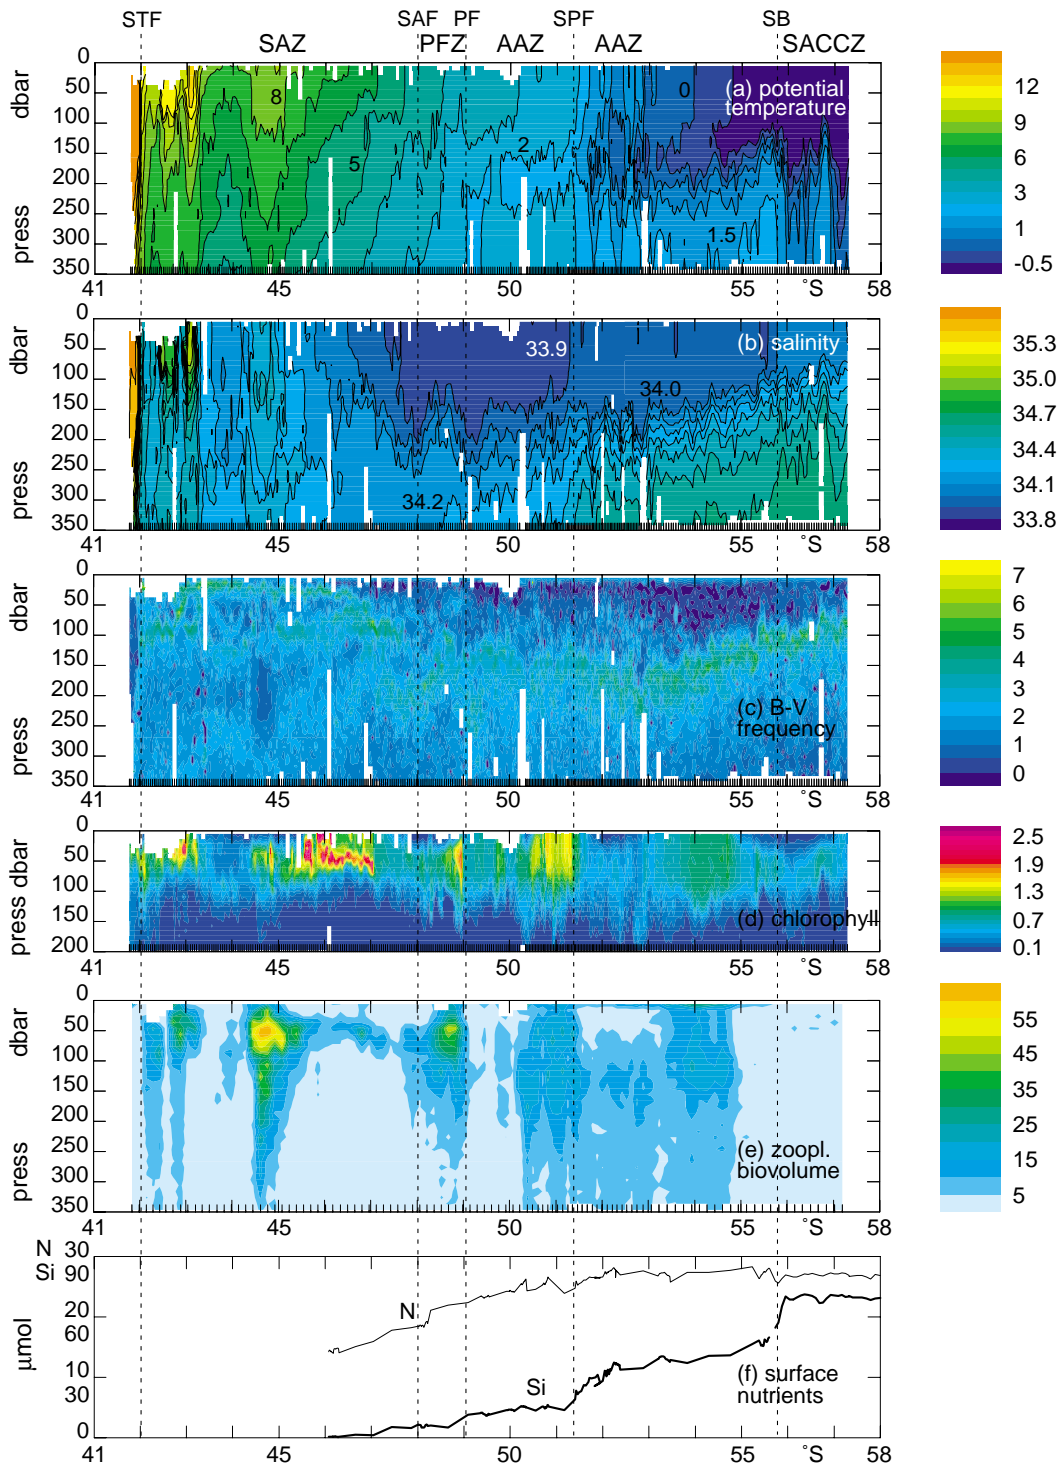 STF SAF PF SPF SB
SAZ PFZ AAZ AAZ SACCZ
0
50
100
150
200
250
300
350
dbar
press
8
5
2
0
1.5
(a) potential
temperature
41 45 50 55 °S 58
12
9
6
3
1
-0.5
0
50
100
150
200
250
300
350
dbar
press
33.9
34.0
34.2
(b) salinity
41 45 50 55 °S 58
35.3
35.0
34.7
34.4
34.1
33.8
0
50
100
150
200
250
300
350
dbar
press
(c) B-V
frequency
41 45 50 55 °S 58
7
6
5
4
3
2
1
0
0
50
100
150
200
press dbar
(d) chlorophyll
41 45 50 55 °S 58
2.5
1.9
1.3
0.7
0.1
0
50
100
150
200
250
300
350
dbar
press
(e) zoopl.
biovolume
41 45 50 55 °S 58
55
45
35
25
15
5
N 30
Si 90
20
60
10
30
0
µmol
N
Si
(f) surface
nutrients
41 45 50 55 °S 58